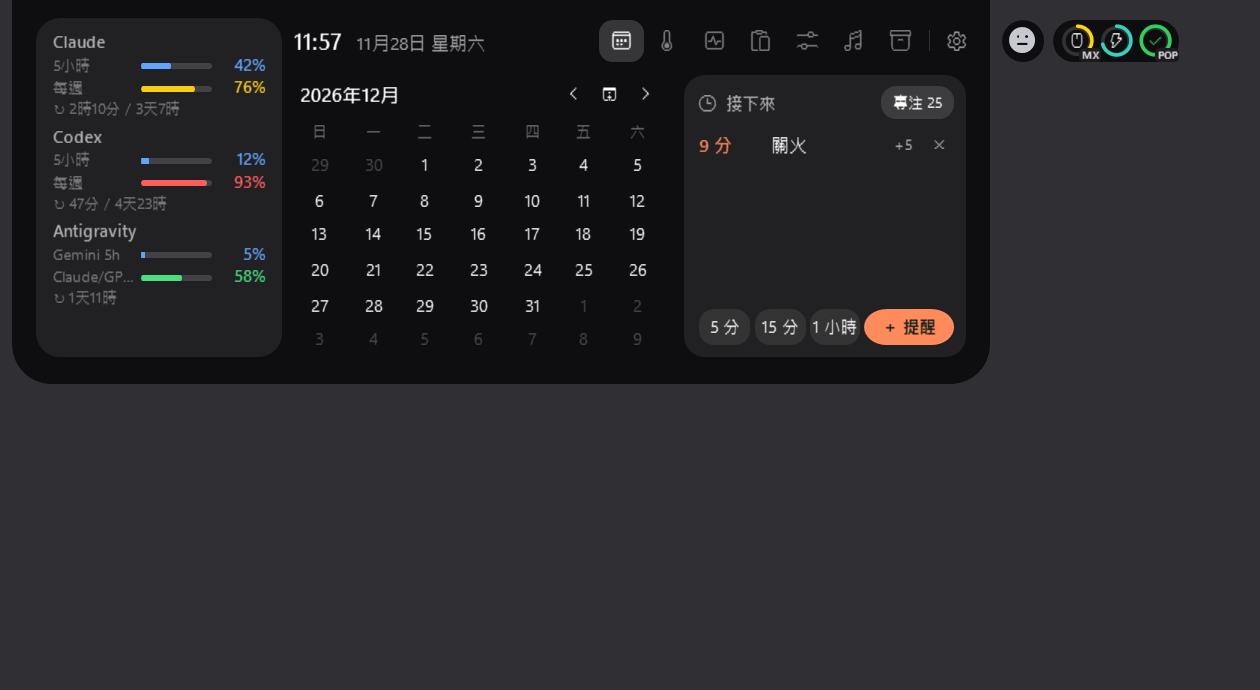 Claude
5小時 42%
每週 76%
↻ 2時10分 / 3天7時
Codex
5小時 12%
每週 93%
↻ 47分 / 4天23時
Antigravity
Gemini 5h 5%
Claude/GP... 58%
↻ 1天11時
11:57 11月28日 星期六
2026年12月
日 一 二 三 四 五 六
29 30 1 2 3 4 5
6 7 8 9 10 11 12
13 14 15 16 17 18 19
20 21 22 23 24 25 26
27 28 29 30 31 1 2
3 4 5 6 7 8 9
接下來 專注 25
9 分 關火 +5 ×
5 分 15 分 1 小時 + 提醒
MX POP